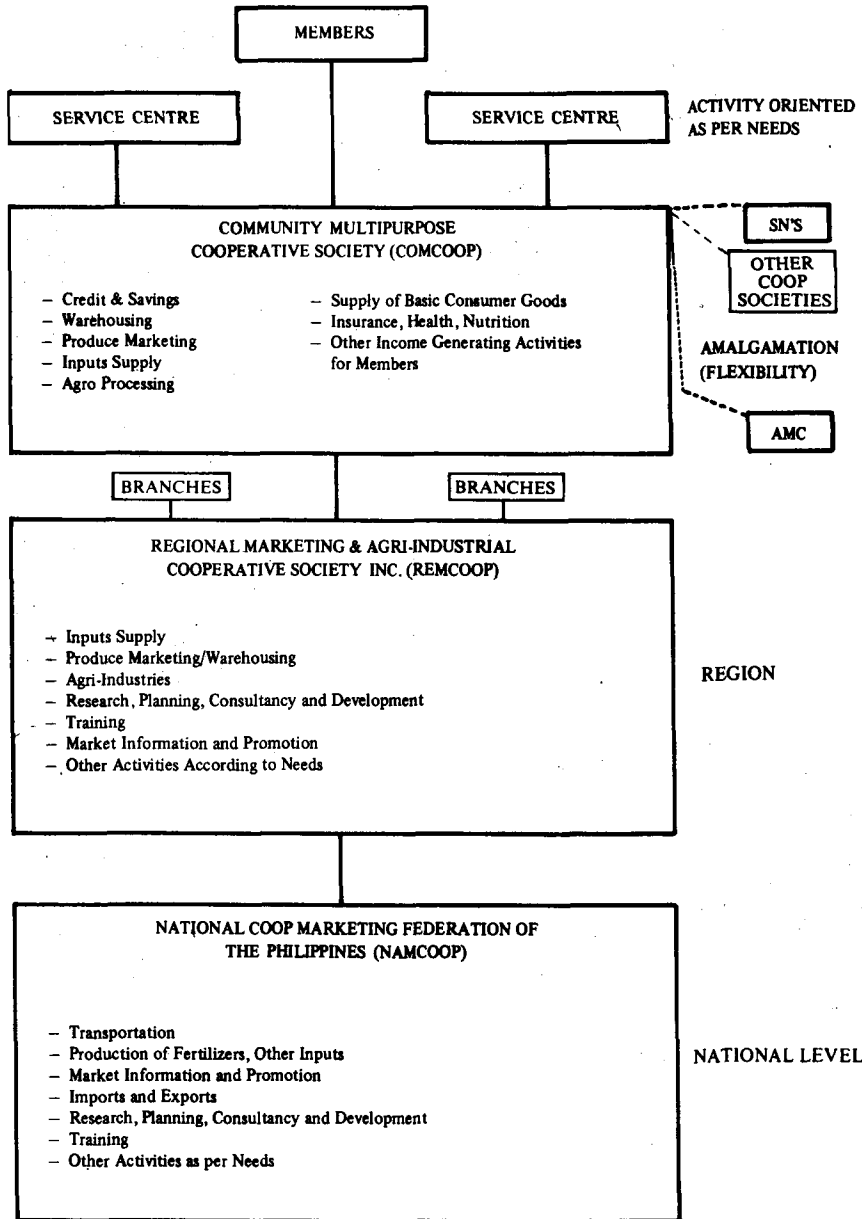 MEMBERS
SERVICE CENTRE
SERVICE CENTRE
ACTIVITY ORIENTED
AS PER NEEDS
COMMUNITY MULTIPURPOSE
COOPERATIVE SOCIETY (COMCOOP)
– Credit & Savings
– Warehousing
– Produce Marketing
– Inputs Supply
– Agro Processing
– Supply of Basic Consumer Goods
– Insurance, Health, Nutrition
– Other Income Generating Activities
for Members
SN'S
OTHER
COOP
SOCIETIES
AMALGAMATION
(FLEXIBILITY)
AMC
BRANCHES
BRANCHES
REGIONAL MARKETING & AGRI-INDUSTRIAL
COOPERATIVE SOCIETY INC. (REMCOOP)
– Inputs Supply
– Produce Marketing/Warehousing
– Agri-Industries
– Research, Planning, Consultancy and Development
– Training
– Market Information and Promotion
– Other Activities According to Needs
REGION
NATIONAL COOP MARKETING FEDERATION OF
THE PHILIPPINES (NAMCOOP)
– Transportation
– Production of Fertilizers, Other Inputs
– Market Information and Promotion
– Imports and Exports
– Research, Planning, Consultancy and Development
– Training
– Other Activities as per Needs
NATIONAL LEVEL